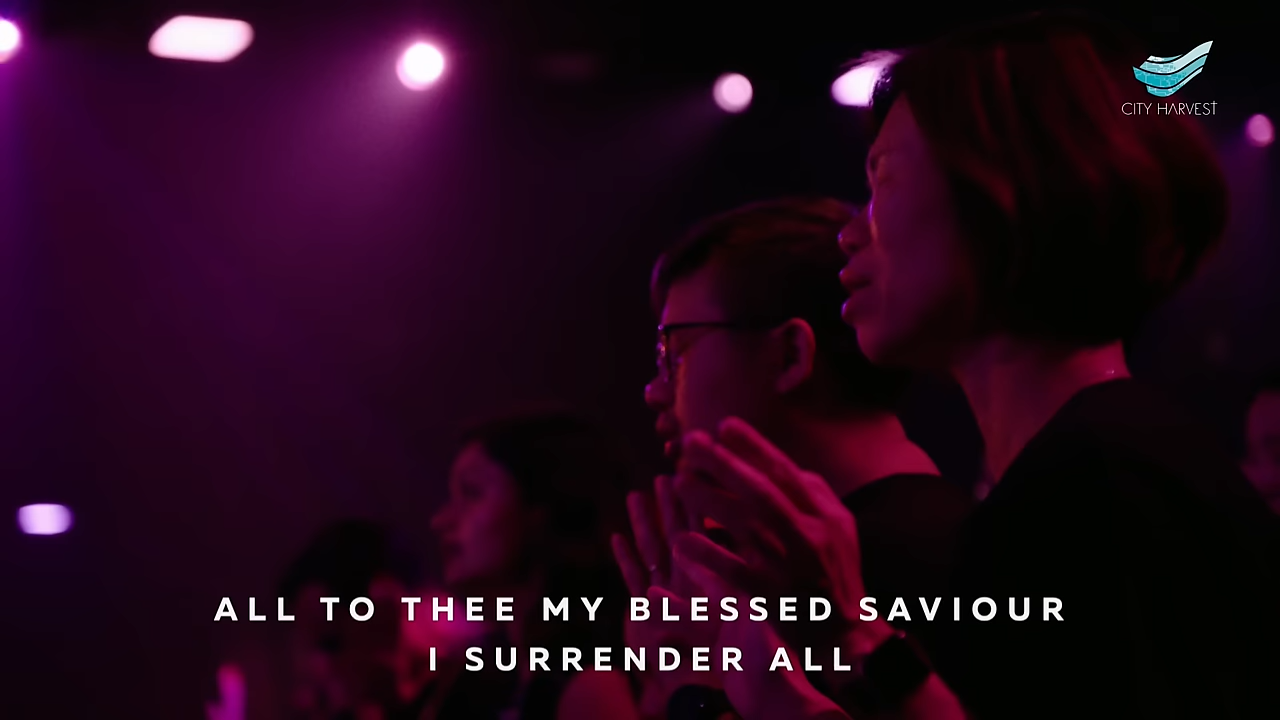 CITY HARVEST
ALL TO THEE MY BLESSED SAVIOUR
I SURRENDER ALL